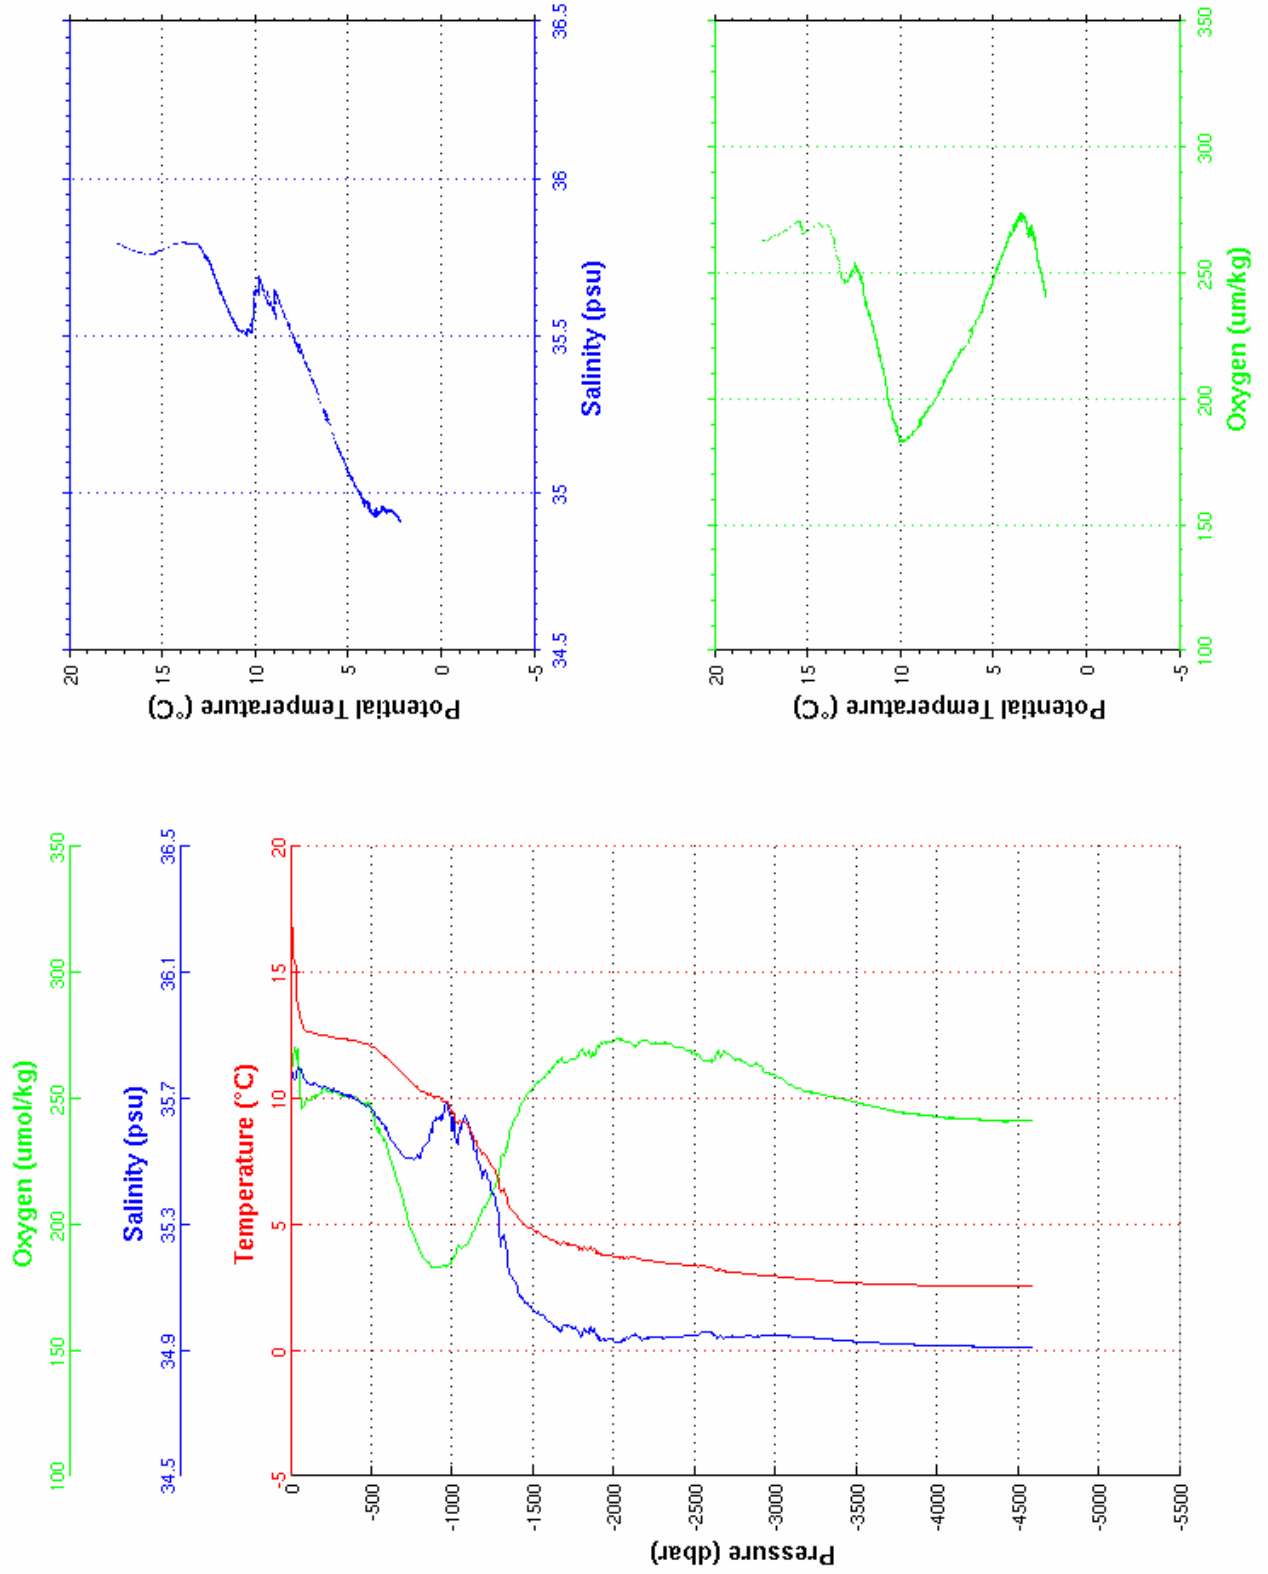 Oxygen (umol/kg)
100 150 200 250 300 350
Salinity (psu)
34.5 34.9 35.3 35.7 36.1 36.5
Temperature (°C)
-5 0 5 10 15 20
Pressure (dbar)
0
-500
-1000
-1500
-2000
-2500
-3000
-3500
-4000
-4500
-5000
-5500
Potential Temperature (°C)
20
15
10
5
0
-5
34.5 35 35.5 36 36.5
Salinity (psu)
Potential Temperature (°C)
20
15
10
5
0
-5
100 150 200 250 300 350
Oxygen (um/kg)